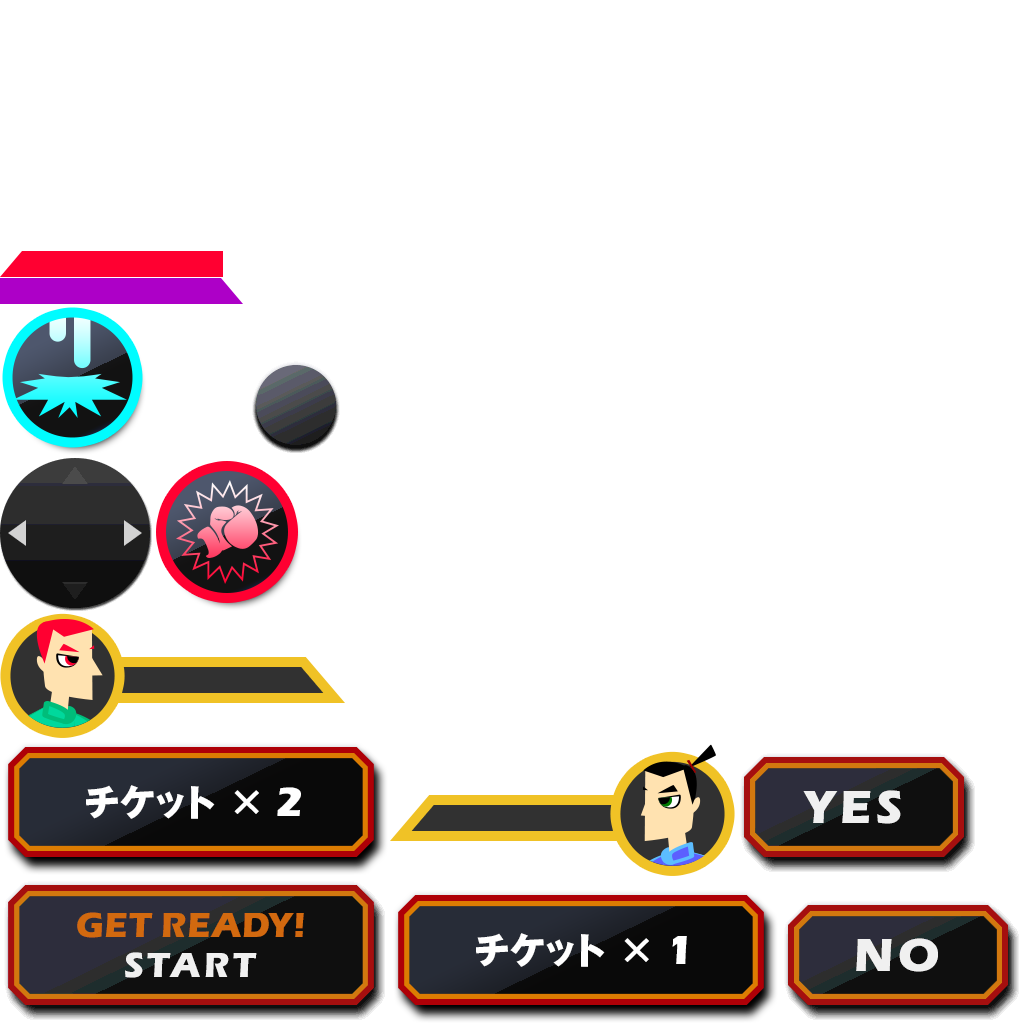 チケット × 2
YES
GET READY!
START
チケット × 1
NO